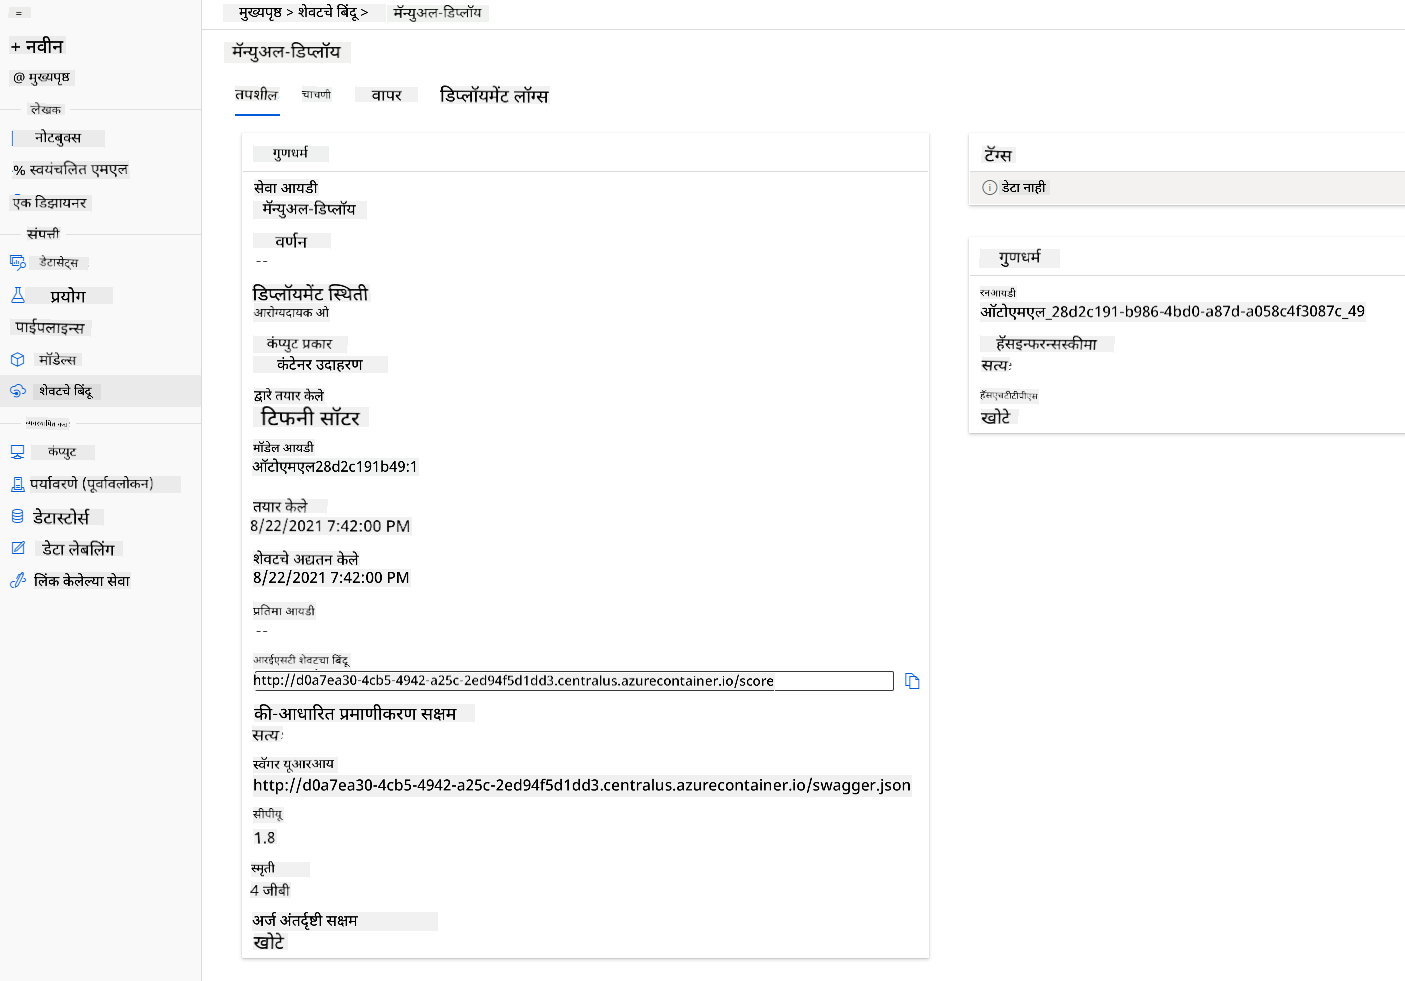 =
+ नवीन
@ मुख्यपृष्ठ
लेखक
नोटबुक्स
% स्वयंचलित एमएल
एक डिझायनर
संपत्ती
डेटासेट्स
प्रयोग
पाईपलाइन्स
मॉडेल्स
शेवटचे बिंदू
कंप्युट
पर्यावरणे (पूर्वावलोकन)
डेटास्टोर्स
डेटा लेबलिंग
लिंक केलेल्या सेवा
मुख्यपृष्ठ > शेवटचे बिंदू > मॅन्युअल-डिप्लॉय
मॅन्युअल-डिप्लॉय
तपशील चाचणी वापर डिप्लॉयमेंट लॉग्स
गुणधर्म
सेवा आयडी
मॅन्युअल-डिप्लॉय
वर्णन
--
डिप्लॉयमेंट स्थिती
आरोग्यदायक ओ
कंप्युट प्रकार
कंटेनर उदाहरण
द्वारे तयार केले
टिफनी सॉटर
मॉडेल आयडी
ऑटोएमएल28d2c191b49:1
तयार केले
8/22/2021 7:42:00 PM
शेवटचे अद्यतन केले
8/22/2021 7:42:00 PM
प्रतिमा आयडी
--
आरईएसटी शेवटचा बिंदू
http://d0a7ea30-4cb5-4942-a25c-2ed94f5d1dd3.centralus.azurecontainer.io/score
की-आधारित प्रमाणीकरण सक्षम
सत्य
स्वॅगर यूआरआय
http://d0a7ea30-4cb5-4942-a25c-2ed94f5d1dd3.centralus.azurecontainer.io/swagger.json
सीपीयू
1.8
स्मृती
4 जीबी
अर्ज अंतर्दृष्टी सक्षम
खोटे
टॅग्स
डेटा नाही
गुणधर्म
रनआयडी
ऑटोएमएल_28d2c191-b986-4bd0-a87d-a058c4f3087c_49
हॅसइन्फरन्सस्कीमा
सत्य
हॅसएचटीटीपीएस
खोटे